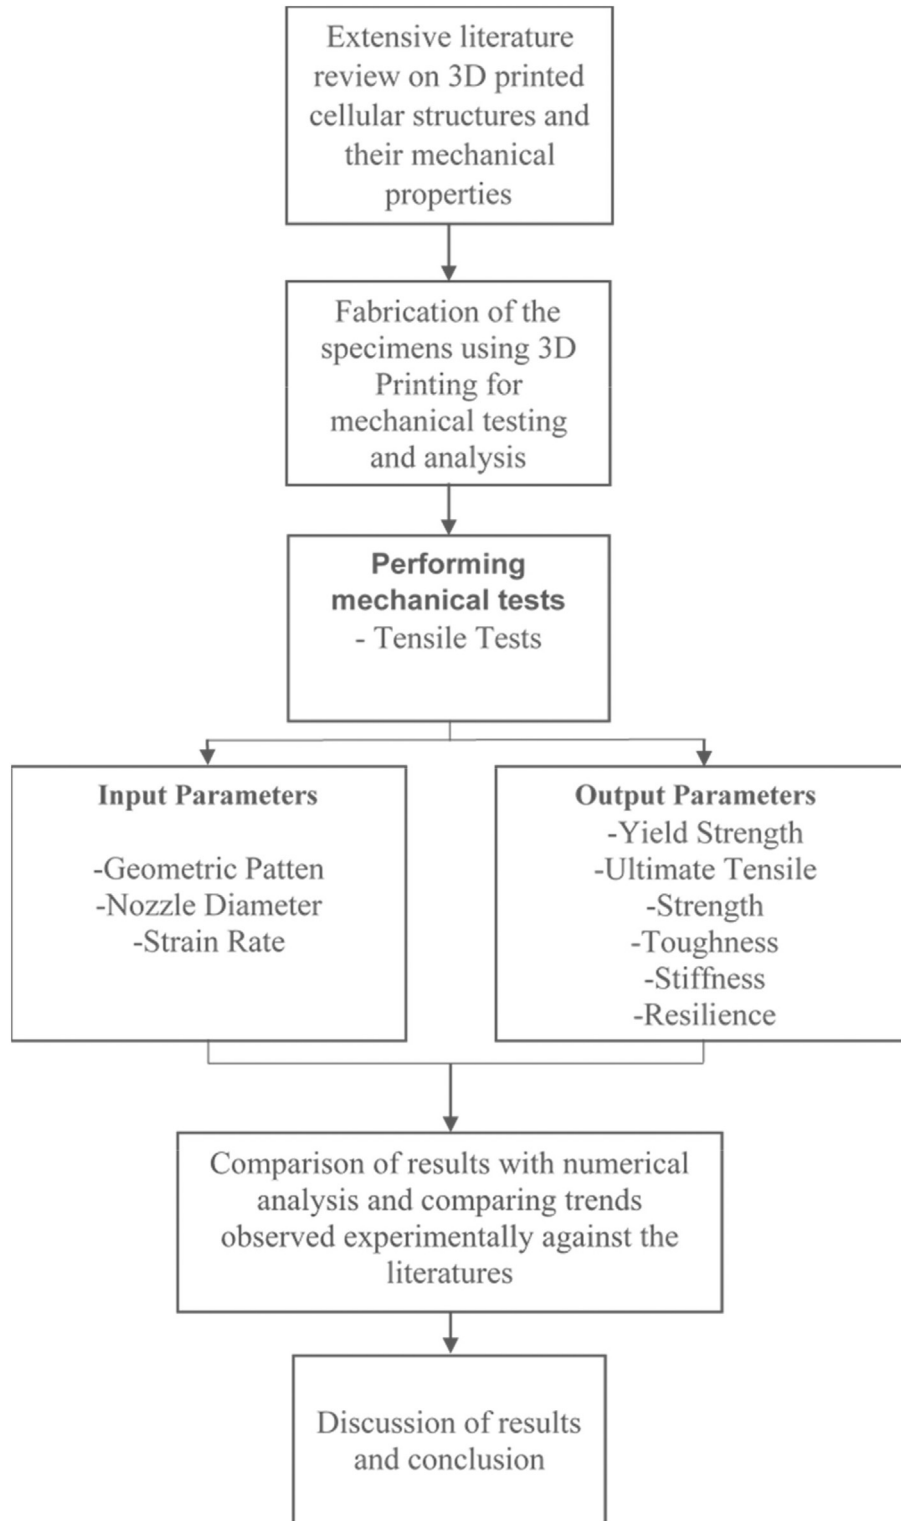 Extensive literature
review on 3D printed
cellular structures and
their mechanical
properties
Fabrication of the
specimens using 3D
Printing for
mechanical testing
and analysis
Performing
mechanical tests
- Tensile Tests
Input Parameters
-Geometric Patten
-Nozzle Diameter
-Strain Rate
Output Parameters
-Yield Strength
-Ultimate Tensile
-Strength
-Toughness
-Stiffness
-Resilience
Comparison of results with numerical
analysis and comparing trends
observed experimentally against the
literatures
Discussion of results
and conclusion